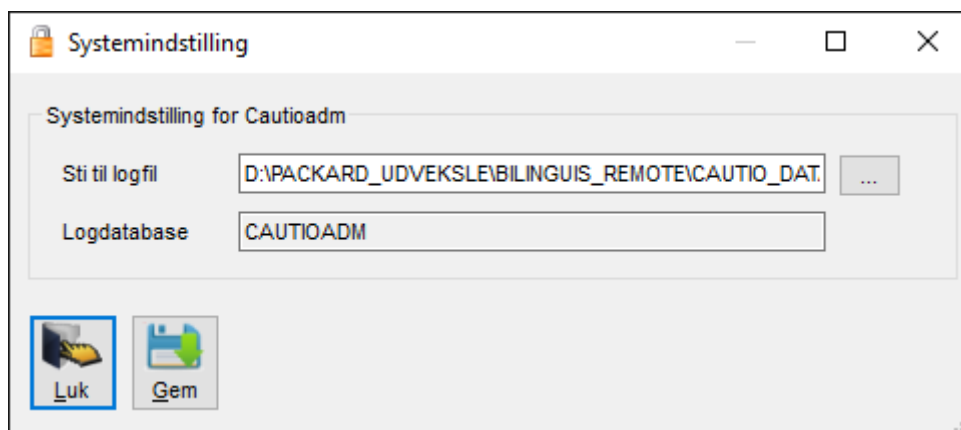 Systemindstilling
Systemindstilling for Cautioadm
Sti til logfil D:\PACKARD_UDVEKSLE\BILINGUIS_REMOTE\CAUTIO_DAT. ...
Logdatabase CAUTIOADM
Luk Gem